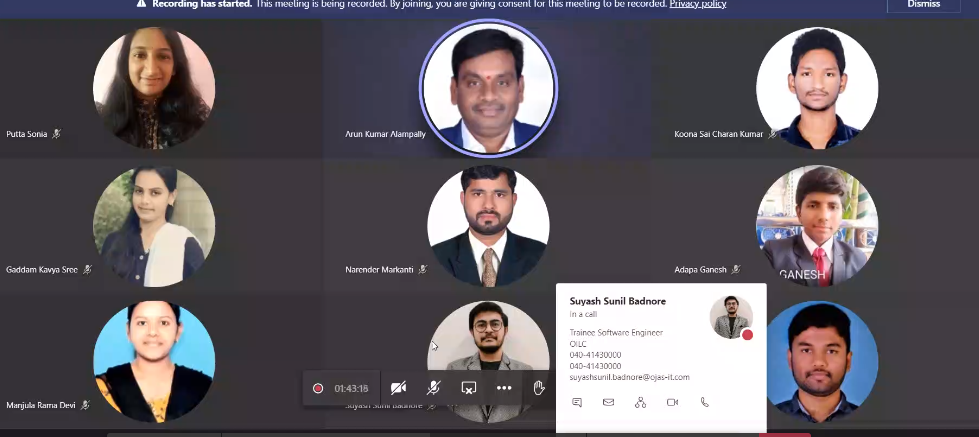 Recording has started. This meeting is being recorded. By joining, you are giving consent for this meeting to be recorded. Privacy policy
Dismiss
Putta Sonia
Arun Kumar Alampally
Koona Sai Charan Kumar
Gaddam Kavya Sree
Narender Markanti
Adapa Ganesh
GANESH
Suyash Sunil Badnore
In a call
Trainee Software Engineer
OILC
040-41430000
040-41430000
suyashsunil.badnore@ojas-it.com
01:43:18
Manjula Rama Devi
Suyash Sunil Badnore